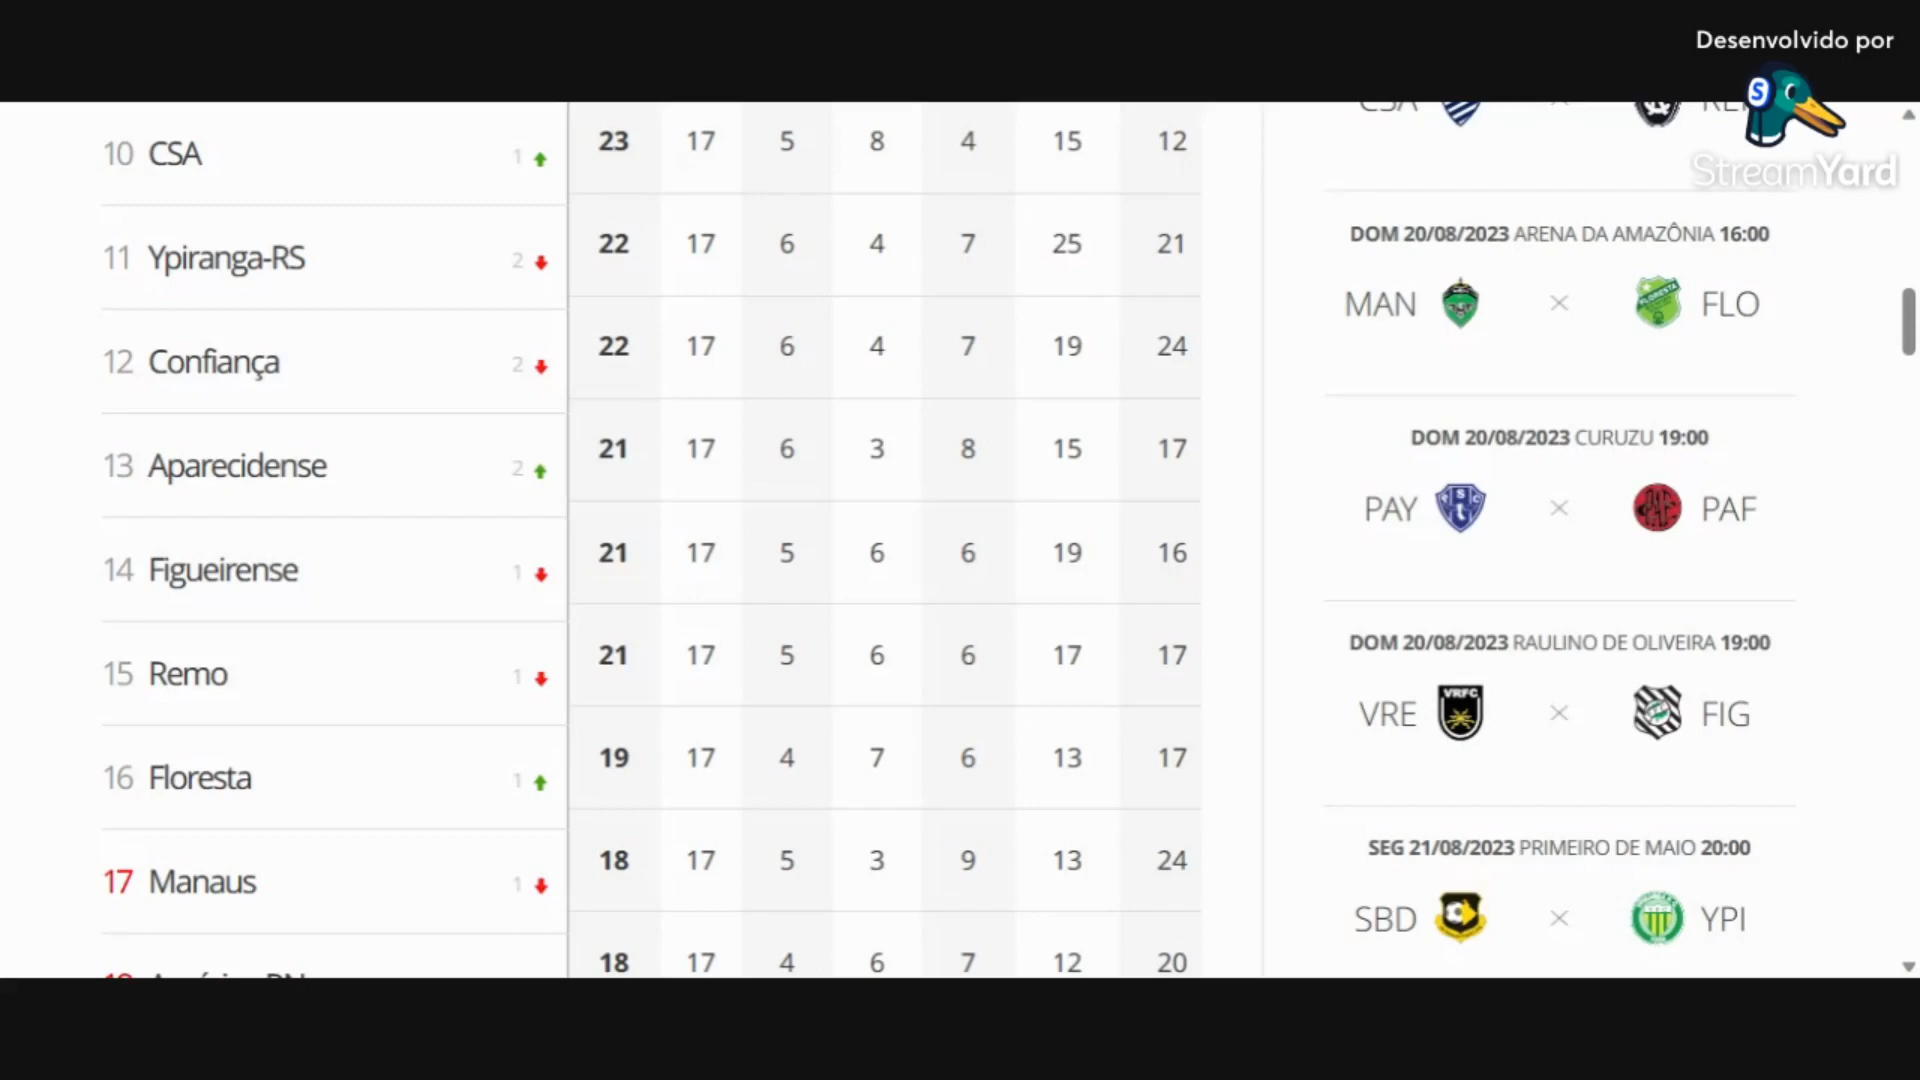 Desenvolvido por
StreamYard
10 CSA 1 23 17 5 8 4 15 12
11 Ypiranga-RS 2 22 17 6 4 7 25 21
12 Confiança 2 22 17 6 4 7 19 24
13 Aparecidense 2 21 17 6 3 8 15 17
14 Figueirense 1 21 17 5 6 6 19 16
15 Remo 1 21 17 5 6 6 17 17
16 Floresta 1 19 17 4 7 6 13 17
17 Manaus 1 18 17 5 3 9 13 24
18 17 4 6 7 12 20
CSA ×
DOM 20/08/2023 ARENA DA AMAZÔNIA 16:00
MAN × FLO
DOM 20/08/2023 CURUZU 19:00
PAY × PAF
DOM 20/08/2023 RAULINO DE OLIVEIRA 19:00
VRE × FIG
SEG 21/08/2023 PRIMEIRO DE MAIO 20:00
SBD × YPI